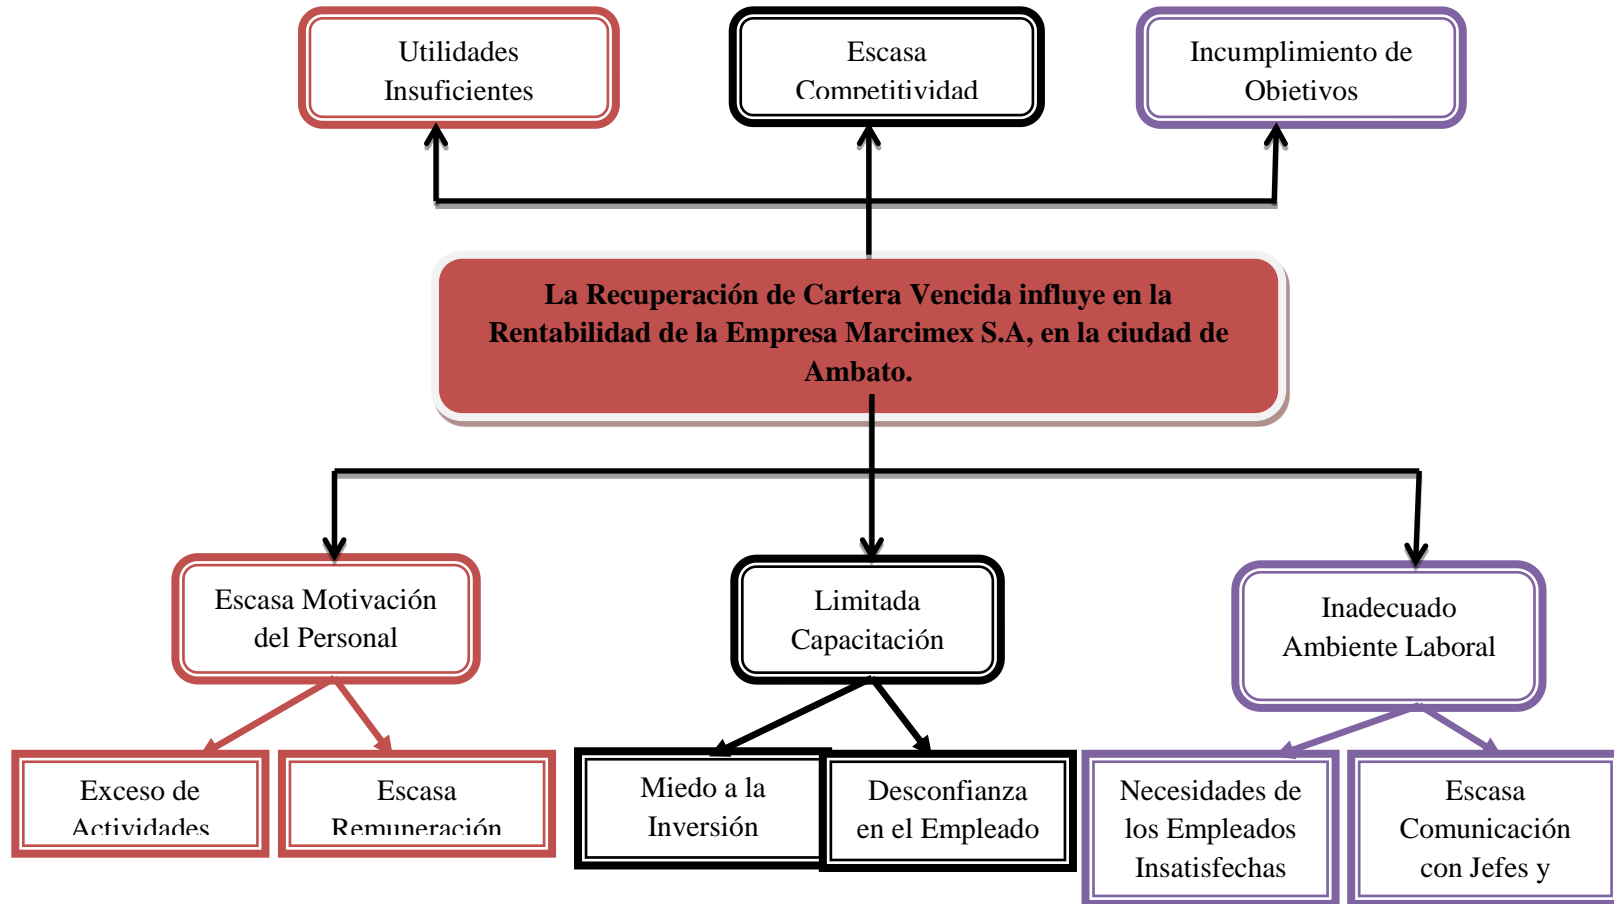 Utilidades
Insuficientes
Escasa
Competitividad
Incumplimiento de
Objetivos
La Recuperación de Cartera Vencida influye en la
Rentabilidad de la Empresa Marcimex S.A, en la ciudad de
Ambato.
Escasa Motivación
del Personal
Limitada
Capacitación
Inadecuado
Ambiente Laboral
Exceso de
Actividades
Escasa
Remuneración
Miedo a la
Inversión
Desconfianza
en el Empleado
Necesidades de
los Empleados
Insatisfechas
Escasa
Comunicación
con Jefes y